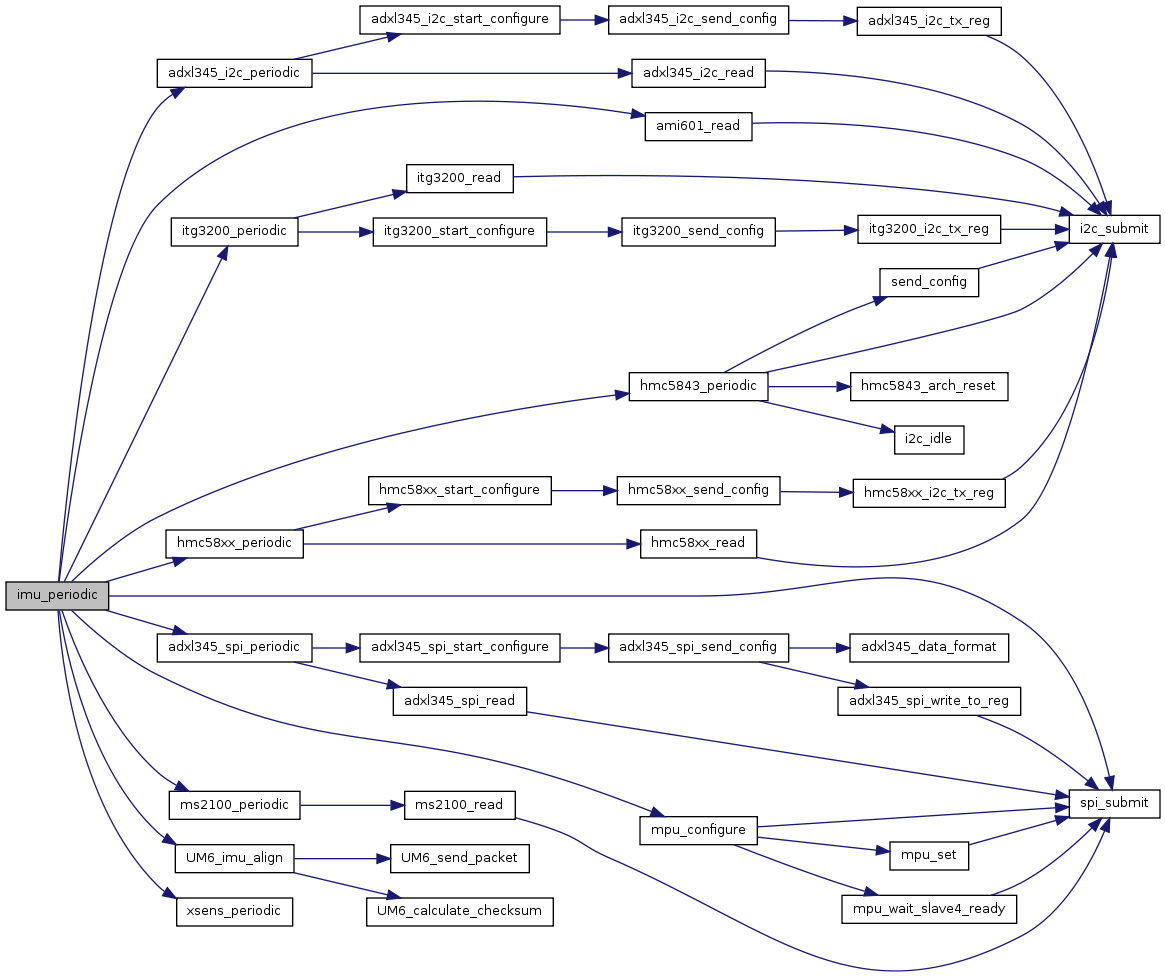 adxl345_i2c_start_configure
adxl345_i2c_send_config
adxl345_i2c_tx_reg
adxl345_i2c_periodic
adxl345_i2c_read
ami601_read
itg3200_read
itg3200_periodic
itg3200_start_configure
itg3200_send_config
itg3200_i2c_tx_reg
i2c_submit
send_config
hmc5843_periodic
hmc5843_arch_reset
i2c_idle
hmc58xx_start_configure
hmc58xx_send_config
hmc58xx_i2c_tx_reg
hmc58xx_periodic
hmc58xx_read
imu_periodic
adxl345_spi_periodic
adxl345_spi_start_configure
adxl345_spi_send_config
adxl345_data_format
adxl345_spi_read
adxl345_spi_write_to_reg
ms2100_periodic
ms2100_read
spi_submit
mpu_configure
UM6_imu_align
UM6_send_packet
mpu_set
xsens_periodic
UM6_calculate_checksum
mpu_wait_slave4_ready